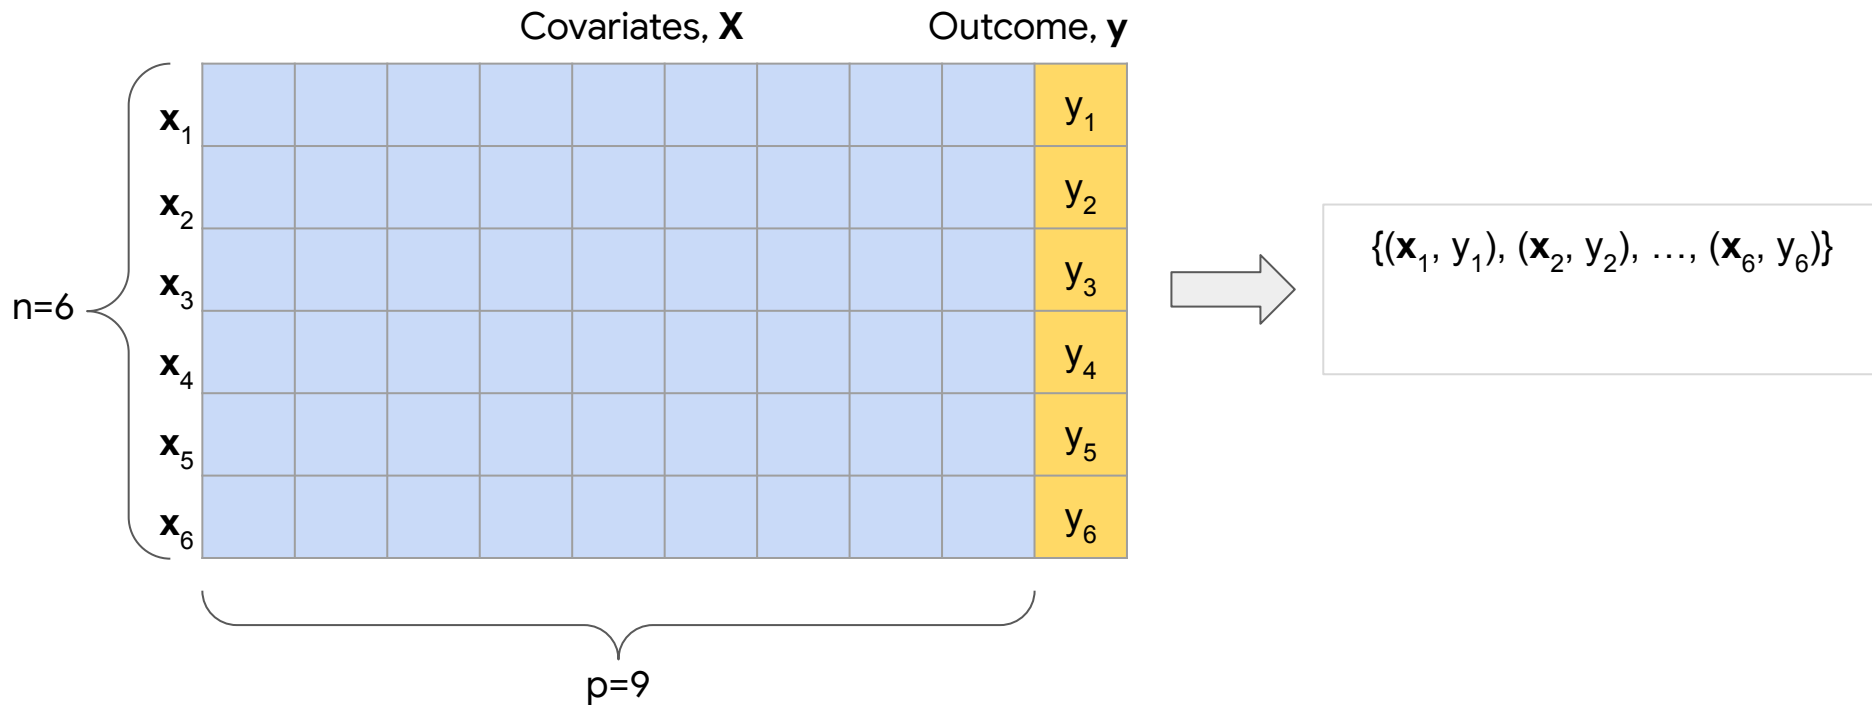 Covariates, X
Outcome, y
x1
y1
x2
y2
x3
y3
n=6
x4
y4
x5
y5
x6
y6
p=9
{(x1, y1), (x2, y2), …, (x6, y6)}